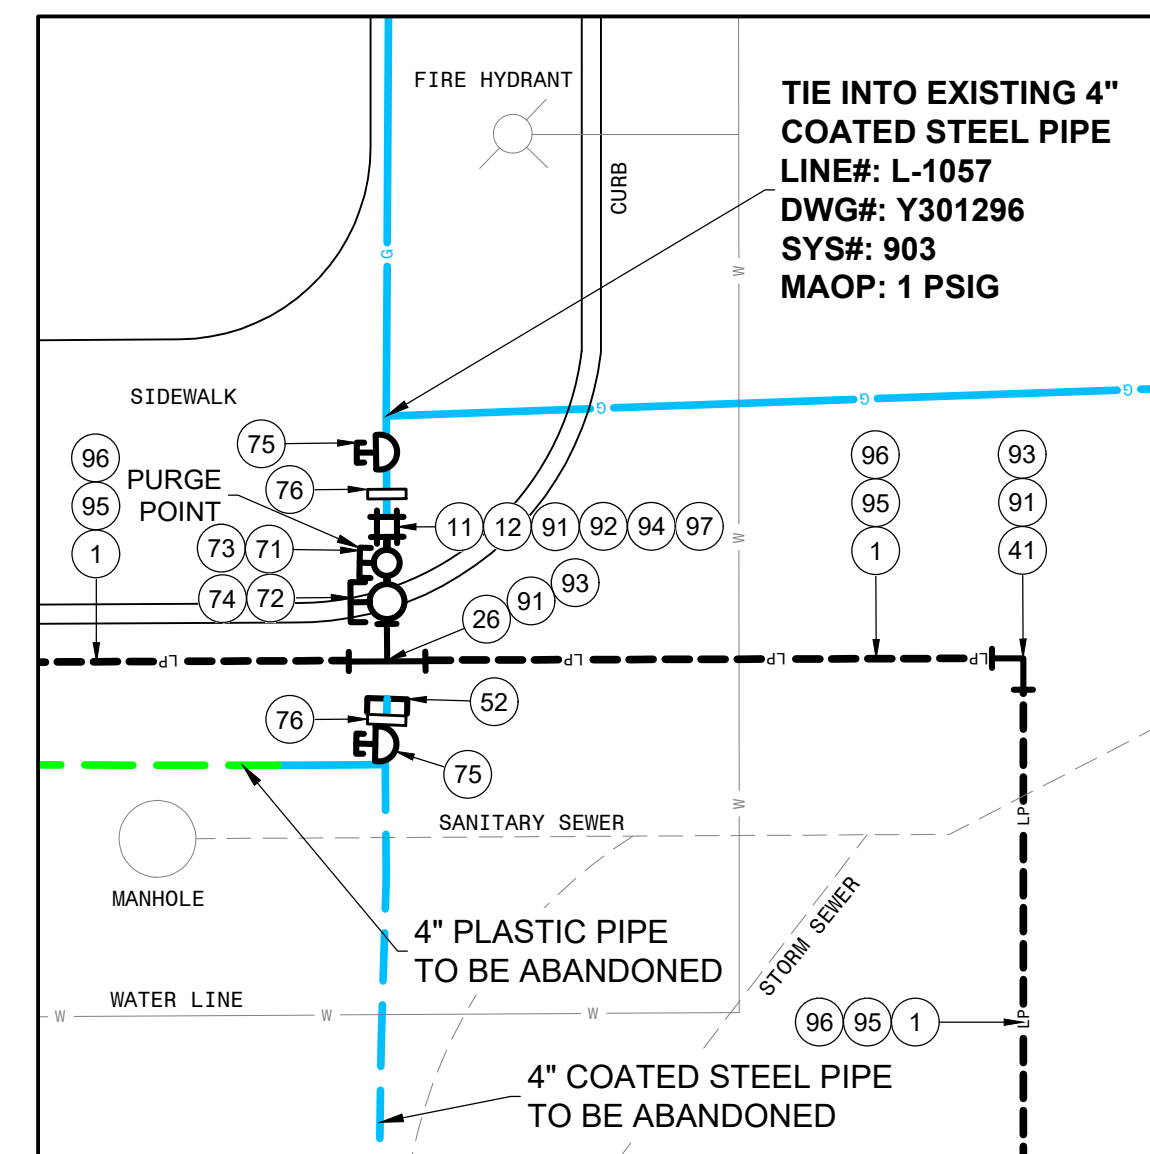 FIRE HYDRANT
TIE INTO EXISTING 4"
COATED STEEL PIPE
LINE#: L-1057
DWG#: Y301296
SYS#: 903
MAOP: 1 PSIG
CURB
G
W
SIDEWALK
G
G
G
75
96
95
1
PURGE
POINT
76
96
95
1
93
91
41
11
12
91
92
94
97
W
73
71
74
72
26
91
93
LP
LP
LP
LP
52
76
75
W
LP
SANITARY SEWER
MANHOLE
4" PLASTIC PIPE
TO BE ABANDONED
STORM SEWER
WATER LINE
W
W
W
96
95
1
LP
4" COATED STEEL PIPE
TO BE ABANDONED